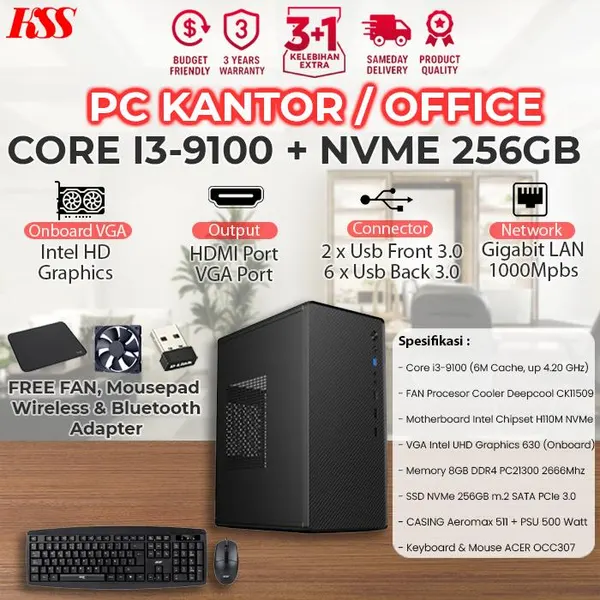 KSS
$
3
3+1
KELEBIHAN
EXTRA
BUDGET
FRIENDLY
3 YEARS
WARRANTY
SAMEDAY
DELIVERY
PRODUCT
QUALITY
PC KANTOR / OFFICE
CORE I3-9100 + NVME 256GB
Onboard VGA
Intel HD
Graphics
Output
HDMI Port
VGA Port
Connector
2 x Usb Front 3.0
6 x Usb Back 3.0
Network
Gigabit LAN
1000Mpbs
FREE FAN, Mousepad
Wireless & Bluetooth
Adapter
Spesifikasi :
- Core i3-9100 (6M Cache, up 4.20 GHz)
- FAN Procesor Cooler Deepcool CK11509
- Motherboard Intel Chipset H110M NVMe
- VGA Intel UHD Graphics 630 (Onboard)
- Memory 8GB DDR4 PC21300 2666Mhz
- SSD NVMe 256GB m.2 SATA PCIe 3.0
- CASING Aeromax 511 + PSU 500 Watt
- Keyboard & Mouse ACER OCC307